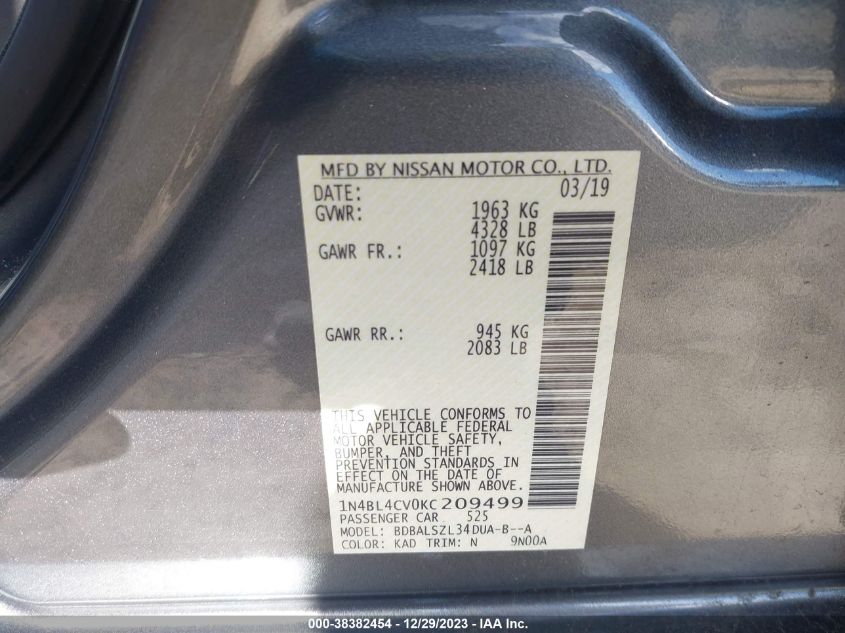 MFD BY NISSAN MOTOR CO., LTD.
DATE: 03/19
GVWR: 1963 KG
4328 LB
GAWR FR.: 1097 KG
2418 LB
GAWR RR.: 945 KG
2083 LB
THIS VEHICLE CONFORMS TO
ALL APPLICABLE FEDERAL
MOTOR VEHICLE SAFETY,
BUMPER, AND THEFT
PREVENTION STANDARDS IN
EFFECT ON THE DATE OF
MANUFACTURE SHOWN ABOVE.
1N4BL4CV0KC209499
PASSENGER CAR 525
MODEL: BDBALSZL34DUA-B--A
COLOR: KAD TRIM: N 9N00A
000-38382454 - 12/29/2023 - IAA Inc.